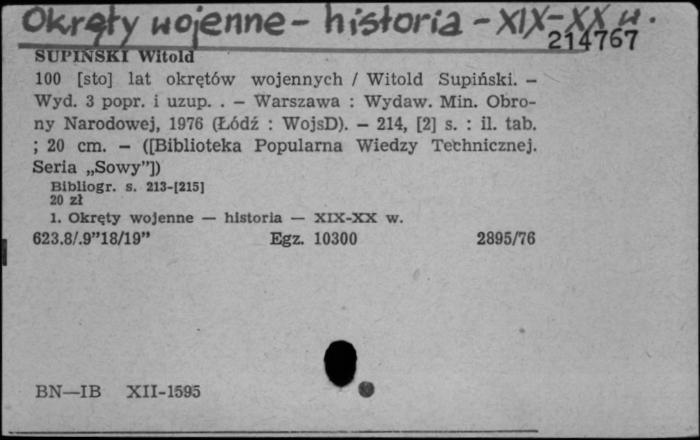 Okręty wojenne - historia - XIX-XX w.
214767
SUPIŃSKI Witold
100 [sto] lat okrętów wojennych / Witold Supiński. –
Wyd. 3 popr. i uzup. . – Warszawa : Wydaw. Min. Obro-
ny Narodowej, 1976 (Łódź : WojsD). – 214, [2] s. : il. tab.
; 20 cm. – ([Biblioteka Popularna Wiedzy Technicznej.
Seria „Sowy”])
Bibliogr. s. 213-[215]
20 zł
1. Okręty wojenne — historia — XIX-XX w.
623.8/.9”18/19” Egz. 10300 2895/76
BN—IB XII-1595